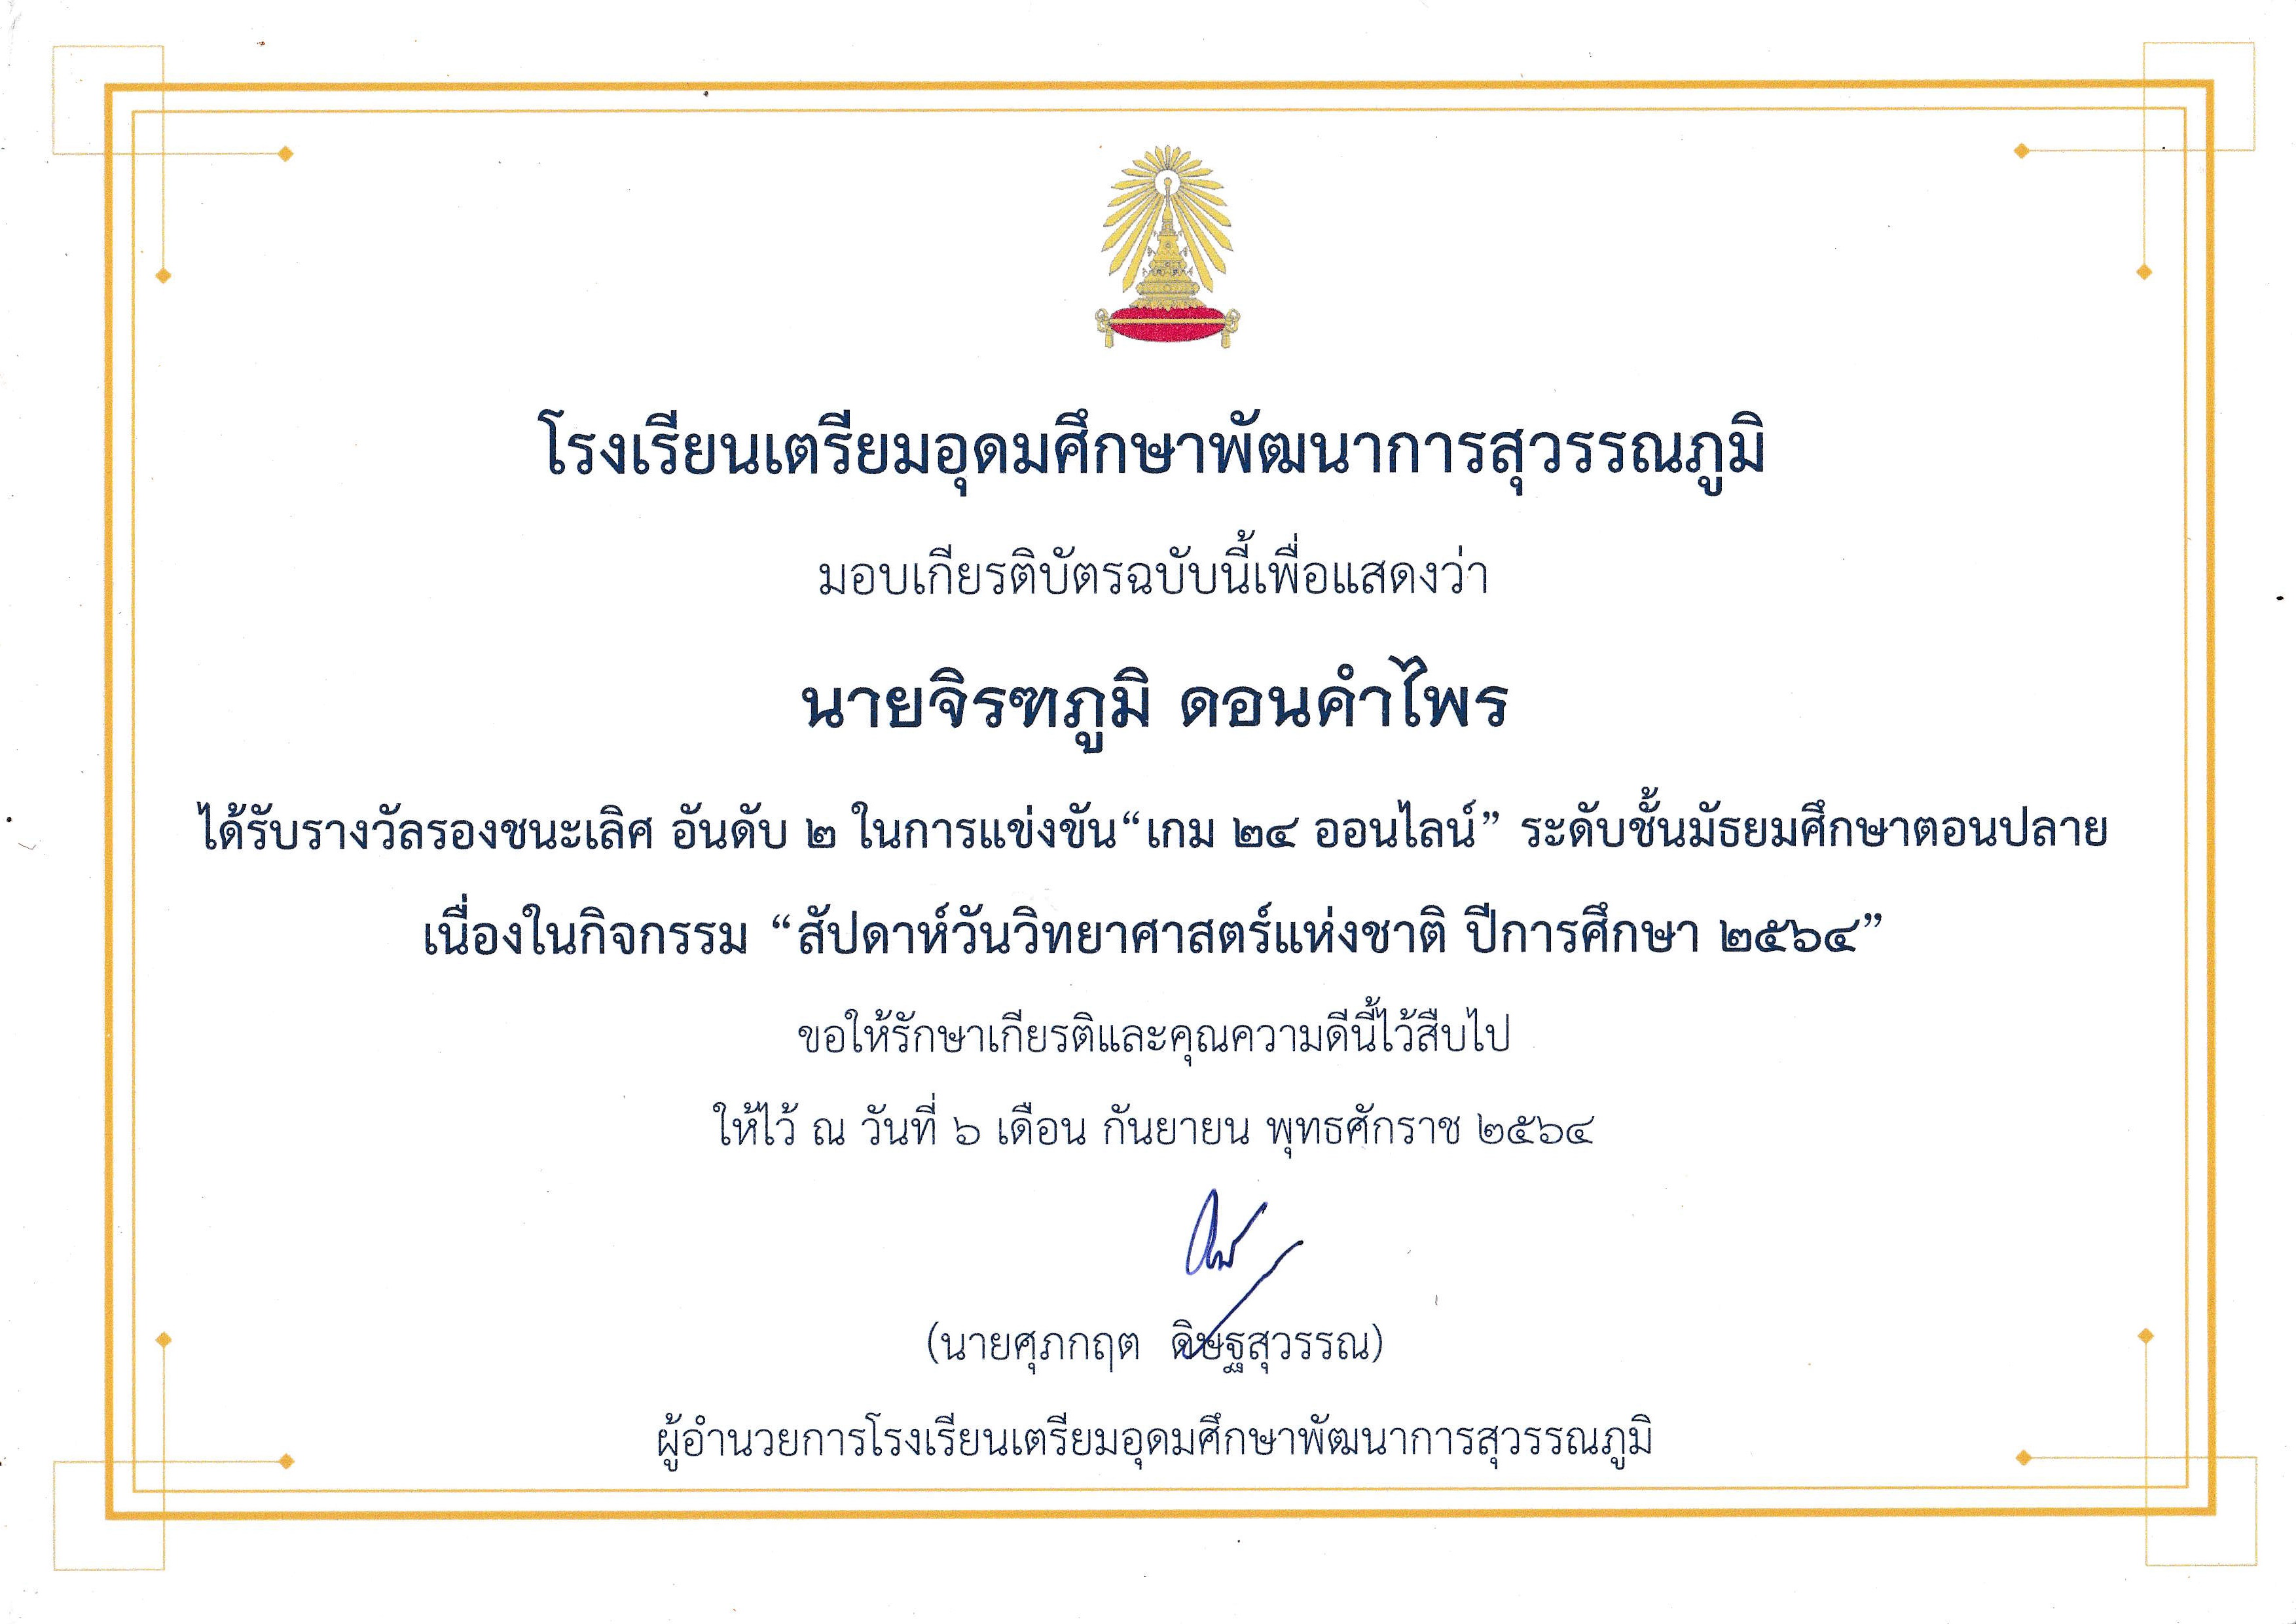 โรงเรียนเตรียมอุดมศึกษาพัฒนาการสุวรรณภูมิ
มอบเกียรติบัตรฉบับนี้เพื่อแสดงว่า
นายจิรฑภูมิ ดอนคำไพร
ได้รับรางวัลรองชนะเลิศ อันดับ ๒ ในการแข่งขัน“เกม ๒๔ ออนไลน์” ระดับชั้นมัธยมศึกษาตอนปลาย
เนื่องในกิจกรรม “สัปดาห์วันวิทยาศาสตร์แห่งชาติ ปีการศึกษา ๒๕๖๔”
ขอให้รักษาเกียรติและคุณความดีนี้ไว้สืบไป
ให้ไว้ ณ วันที่ ๖ เดือน กันยายน พุทธศักราช ๒๕๖๔
(นายศุภกฤต ดิษฐสุวรรณ)
ผู้อำนวยการโรงเรียนเตรียมอุดมศึกษาพัฒนาการสุวรรณภูมิ